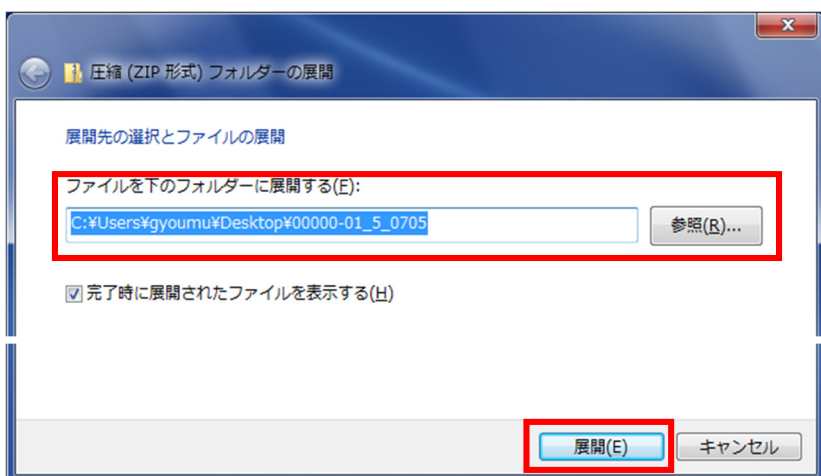 圧縮 (ZIP 形式) フォルダーの展開
展開先の選択とファイルの展開
ファイルを下のフォルダーに展開する(F):
C:¥Users¥gyoumu¥Desktop¥00000-01_5_0705
参照(R)...
完了時に展開されたファイルを表示する(H)
展開(E)
キャンセル